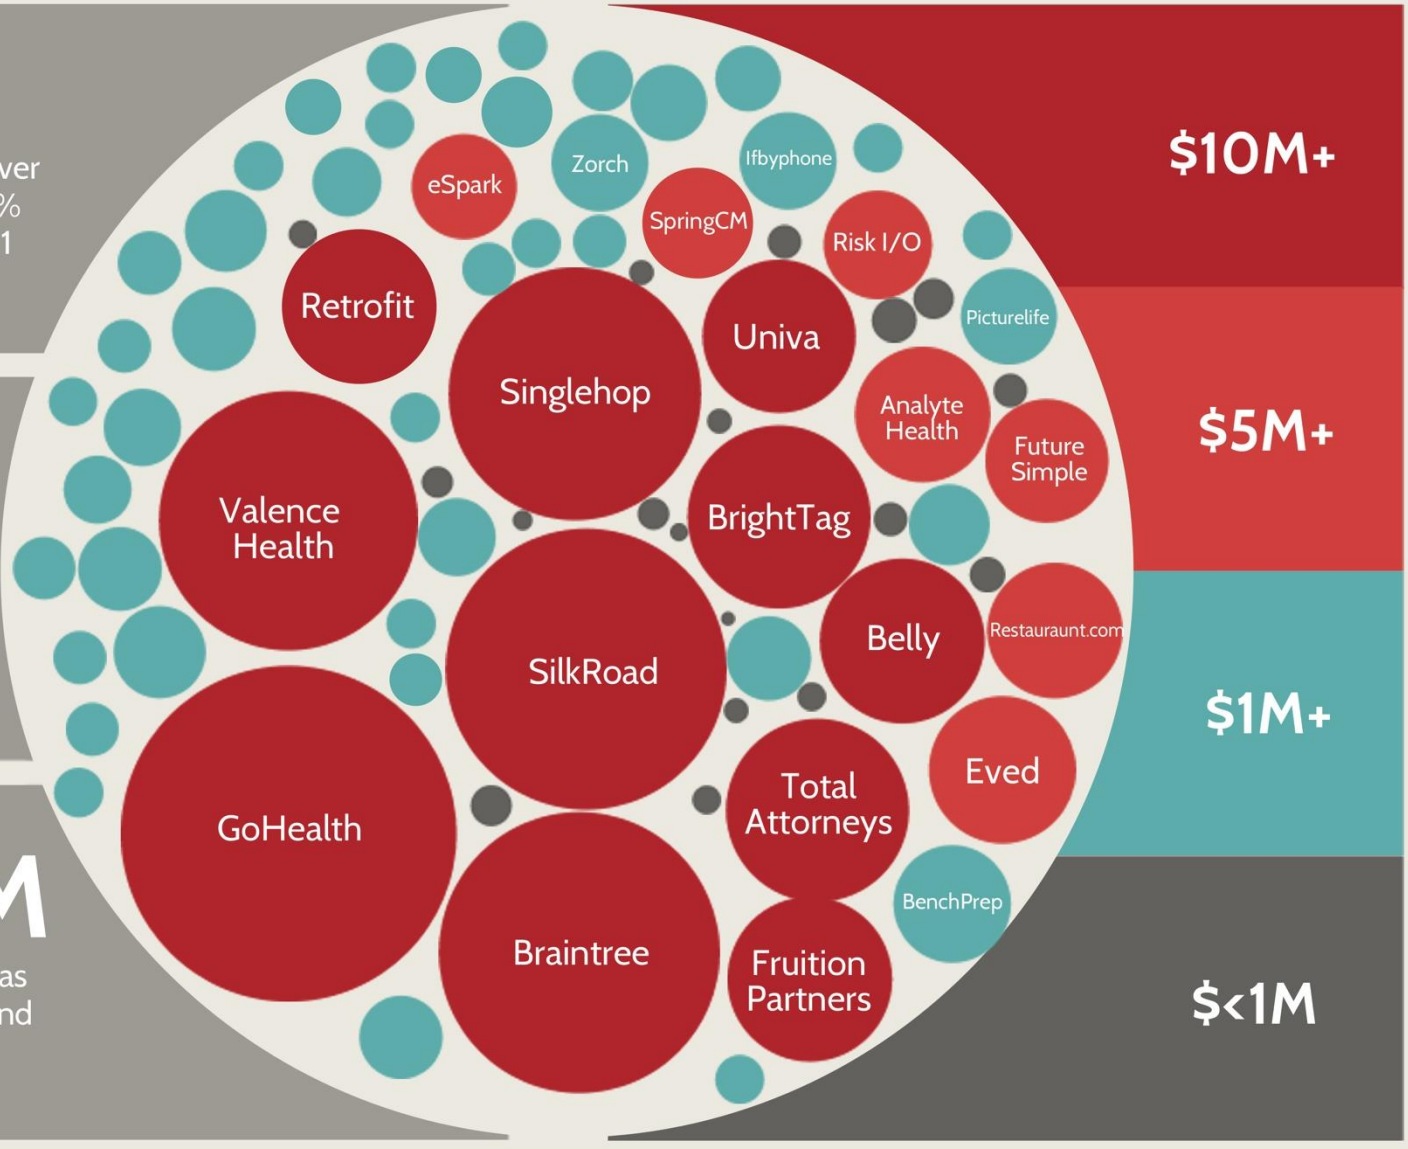 ver
%
1
M
as
nd
Zorch
Ifbyphone
eSpark
SpringCM
Risk I/O
Retrofit
Picturelife
Univa
Singlehop
Analyte
Health
Future
Simple
Valence
Health
BrightTag
Belly
Restauraunt.com
SilkRoad
Eved
Total
Attorneys
GoHealth
BenchPrep
Braintree
Fruition
Partners
$10M+
$5M+
$1M+
$<1M